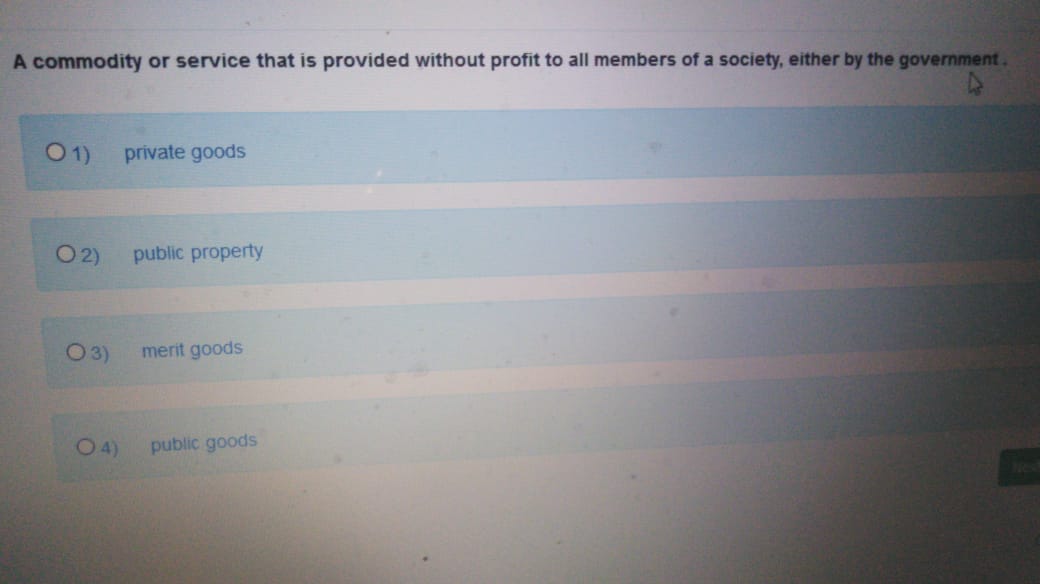 A commodity or service that is provided without profit to all members of a society, either by the government.
1) private goods
2) public property
3) merit goods
4) public goods